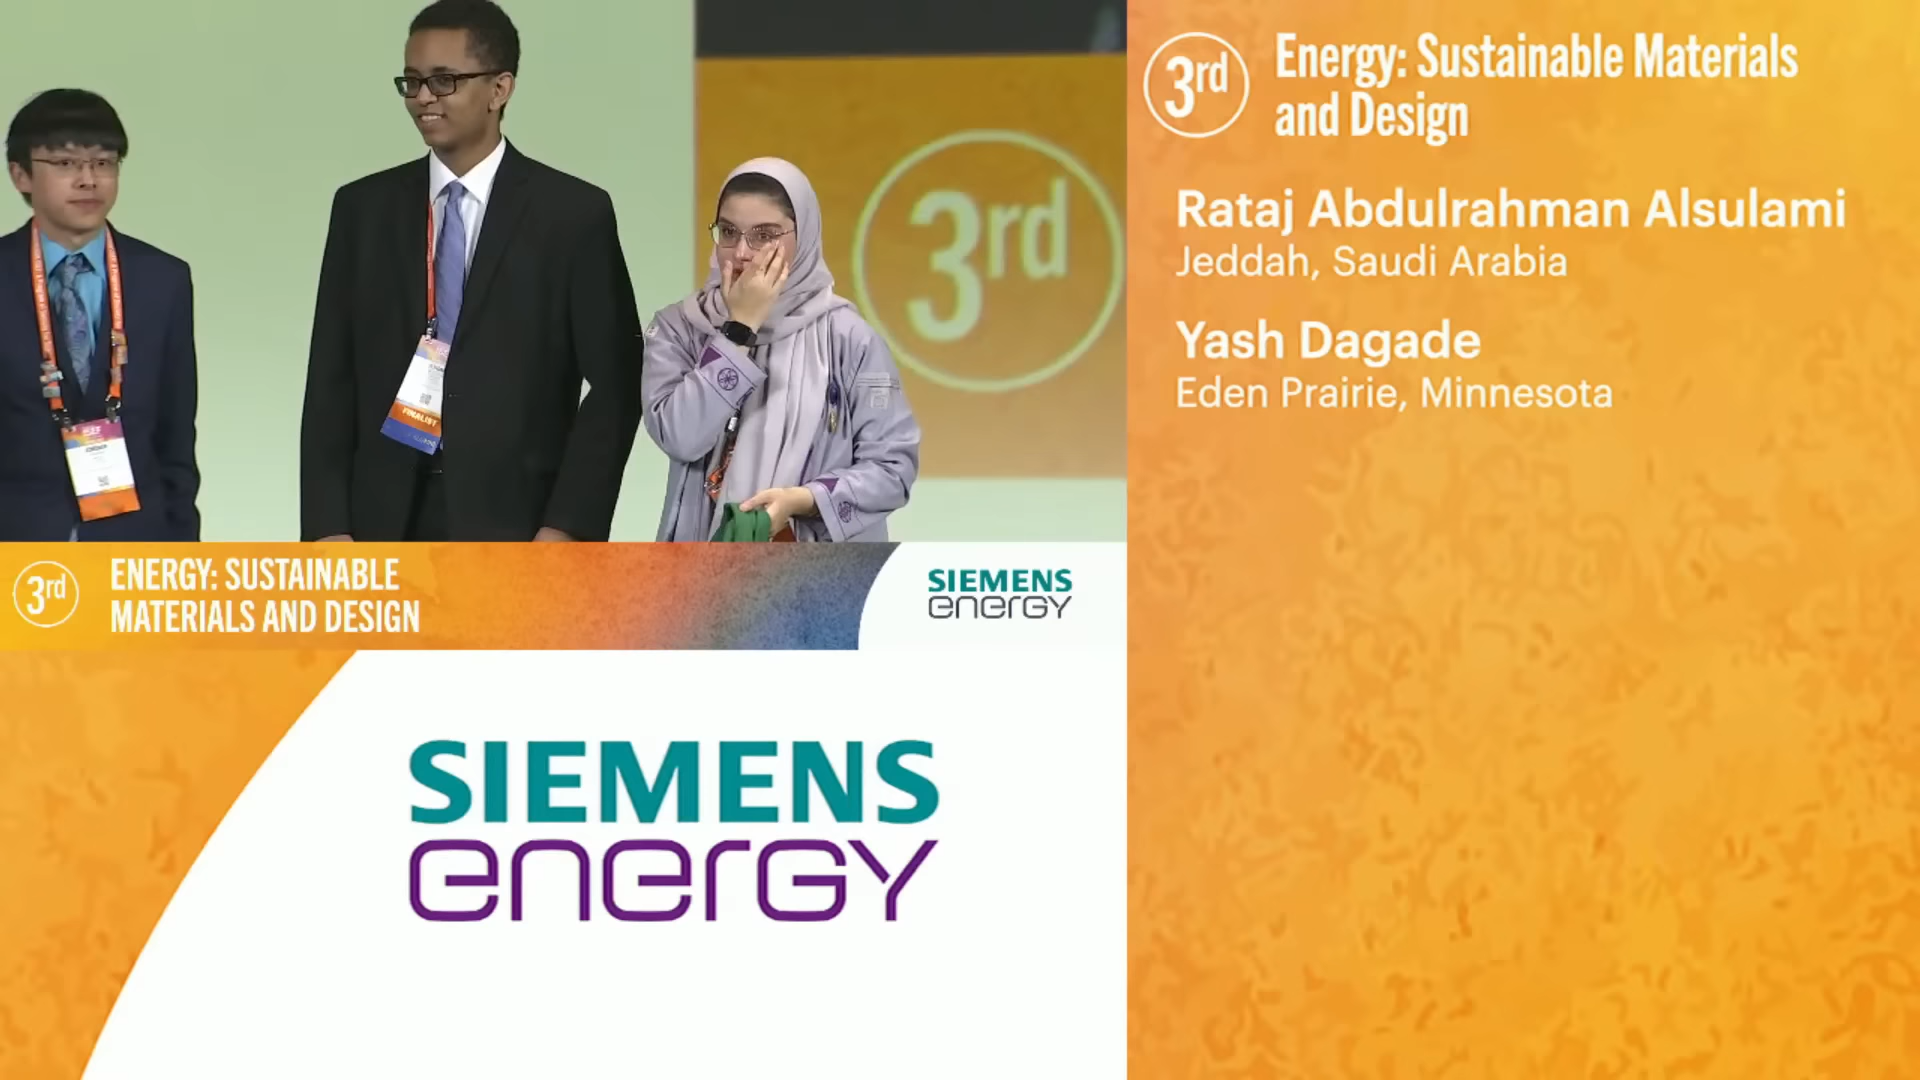 3rd
FINALIST
3rd
ENERGY: SUSTAINABLE
MATERIALS AND DESIGN
SIEMENS
energy
SIEMENS
energy
3rd
Energy: Sustainable Materials
and Design
Rataj Abdulrahman Alsulami
Jeddah, Saudi Arabia
Yash Dagade
Eden Prairie, Minnesota